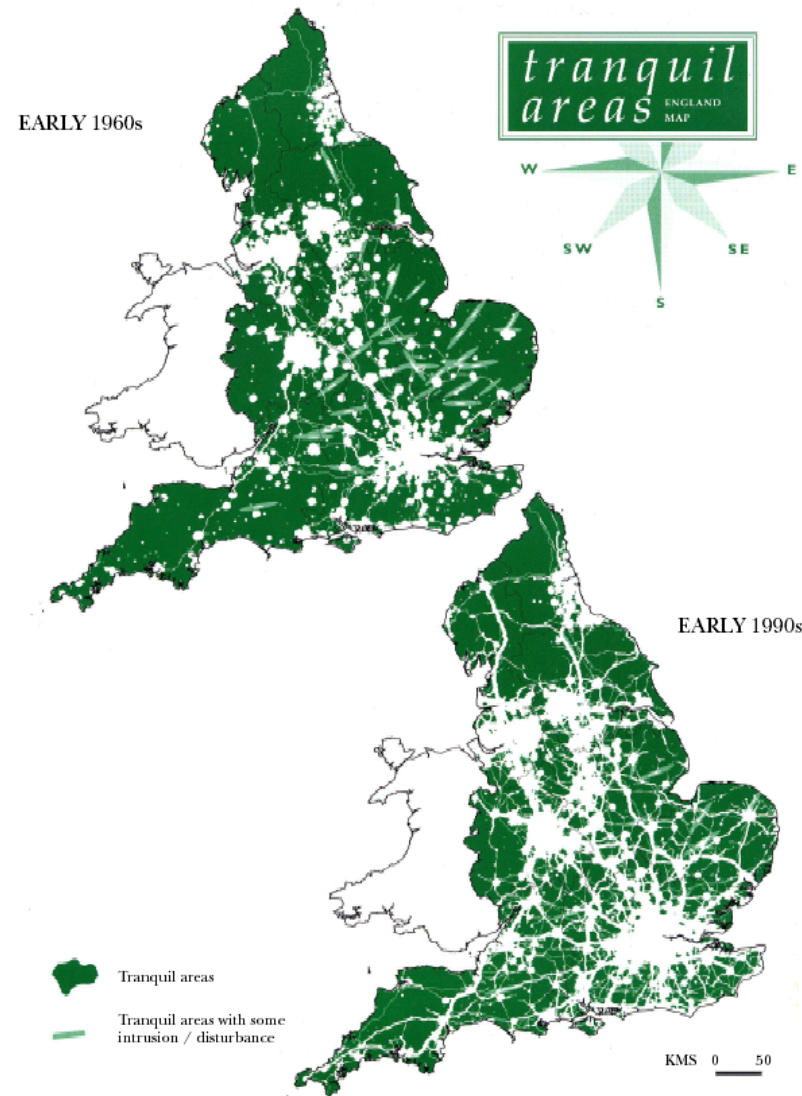 tranquil
areas ENGLAND
MAP
EARLY 1960s
W E
SW SE
S
EARLY 1990s
Tranquil areas
Tranquil areas with some
intrusion / disturbance
KMS 0 50